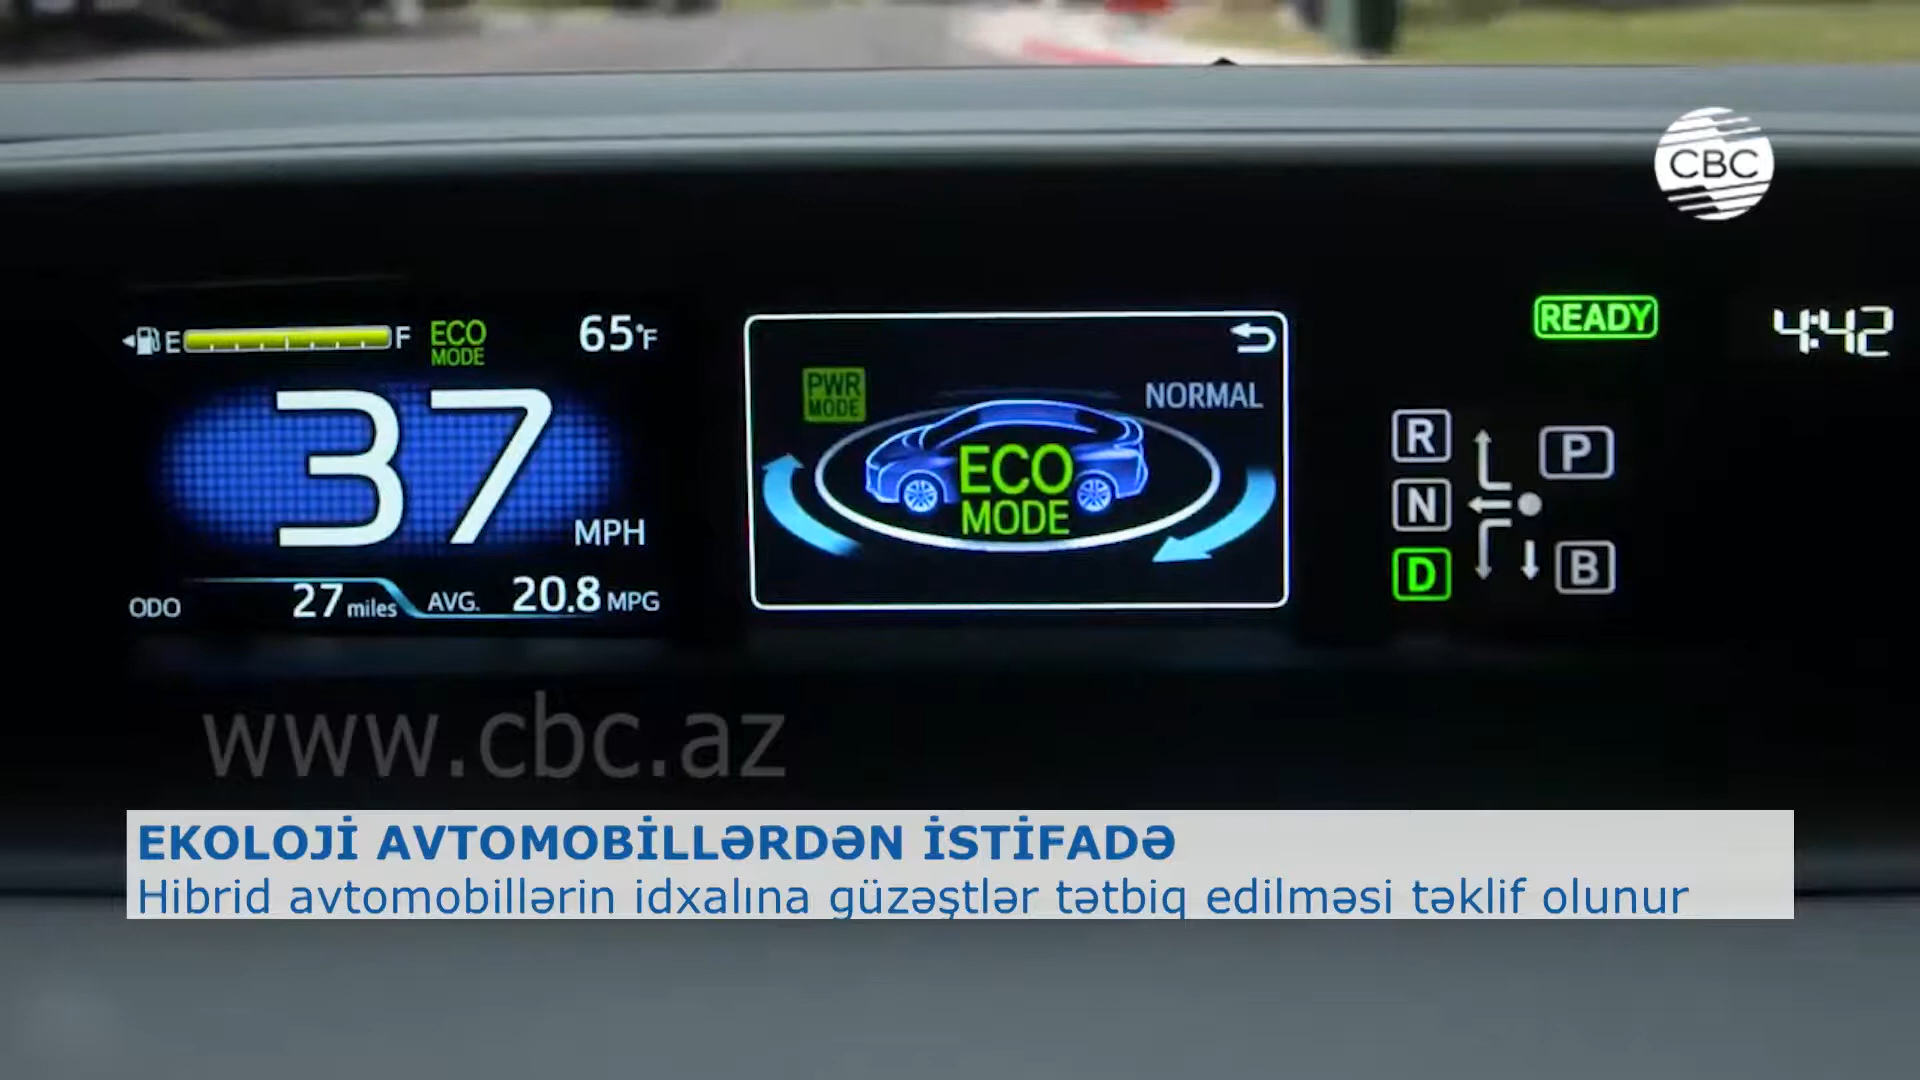 CBC
E F ECO MODE 65°F
37 MPH
ODO 27 miles AVG. 20.8 MPG
PWR MODE
NORMAL
ECO MODE
READY
4:42
R P
N
D B
www.cbc.az
EKOLOJİ AVTOMOBİLLƏRDƏN İSTİFADƏ
Hibrid avtomobillərin idxalına güzəştlər tətbiq edilməsi təklif olunur